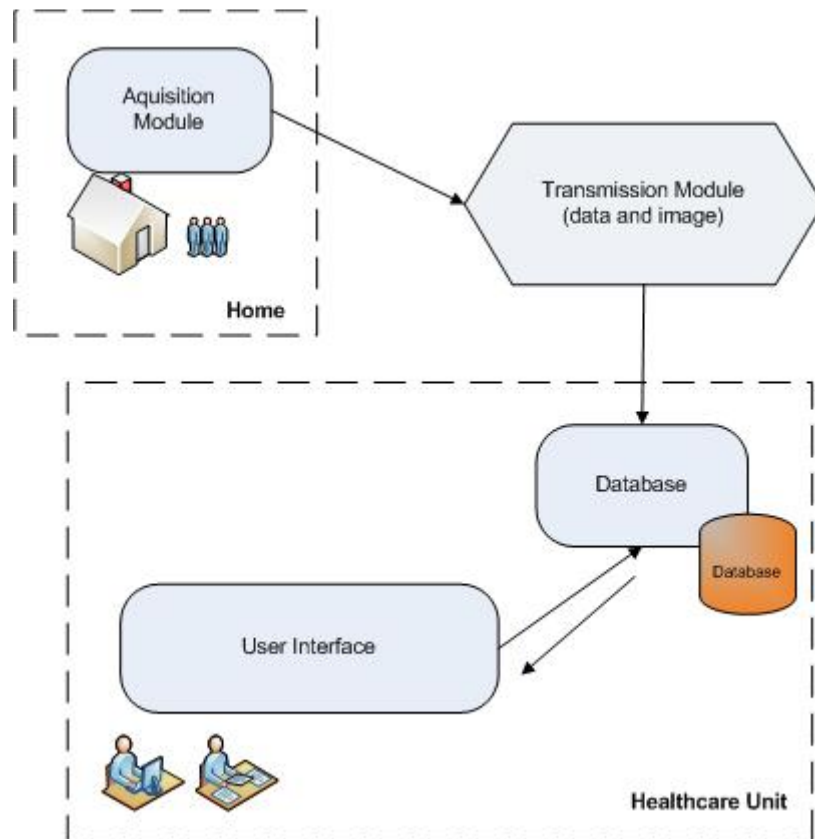 Aquisition
Module
Home
Transmission Module
(data and image)
Database
Database
User Interface
Healthcare Unit